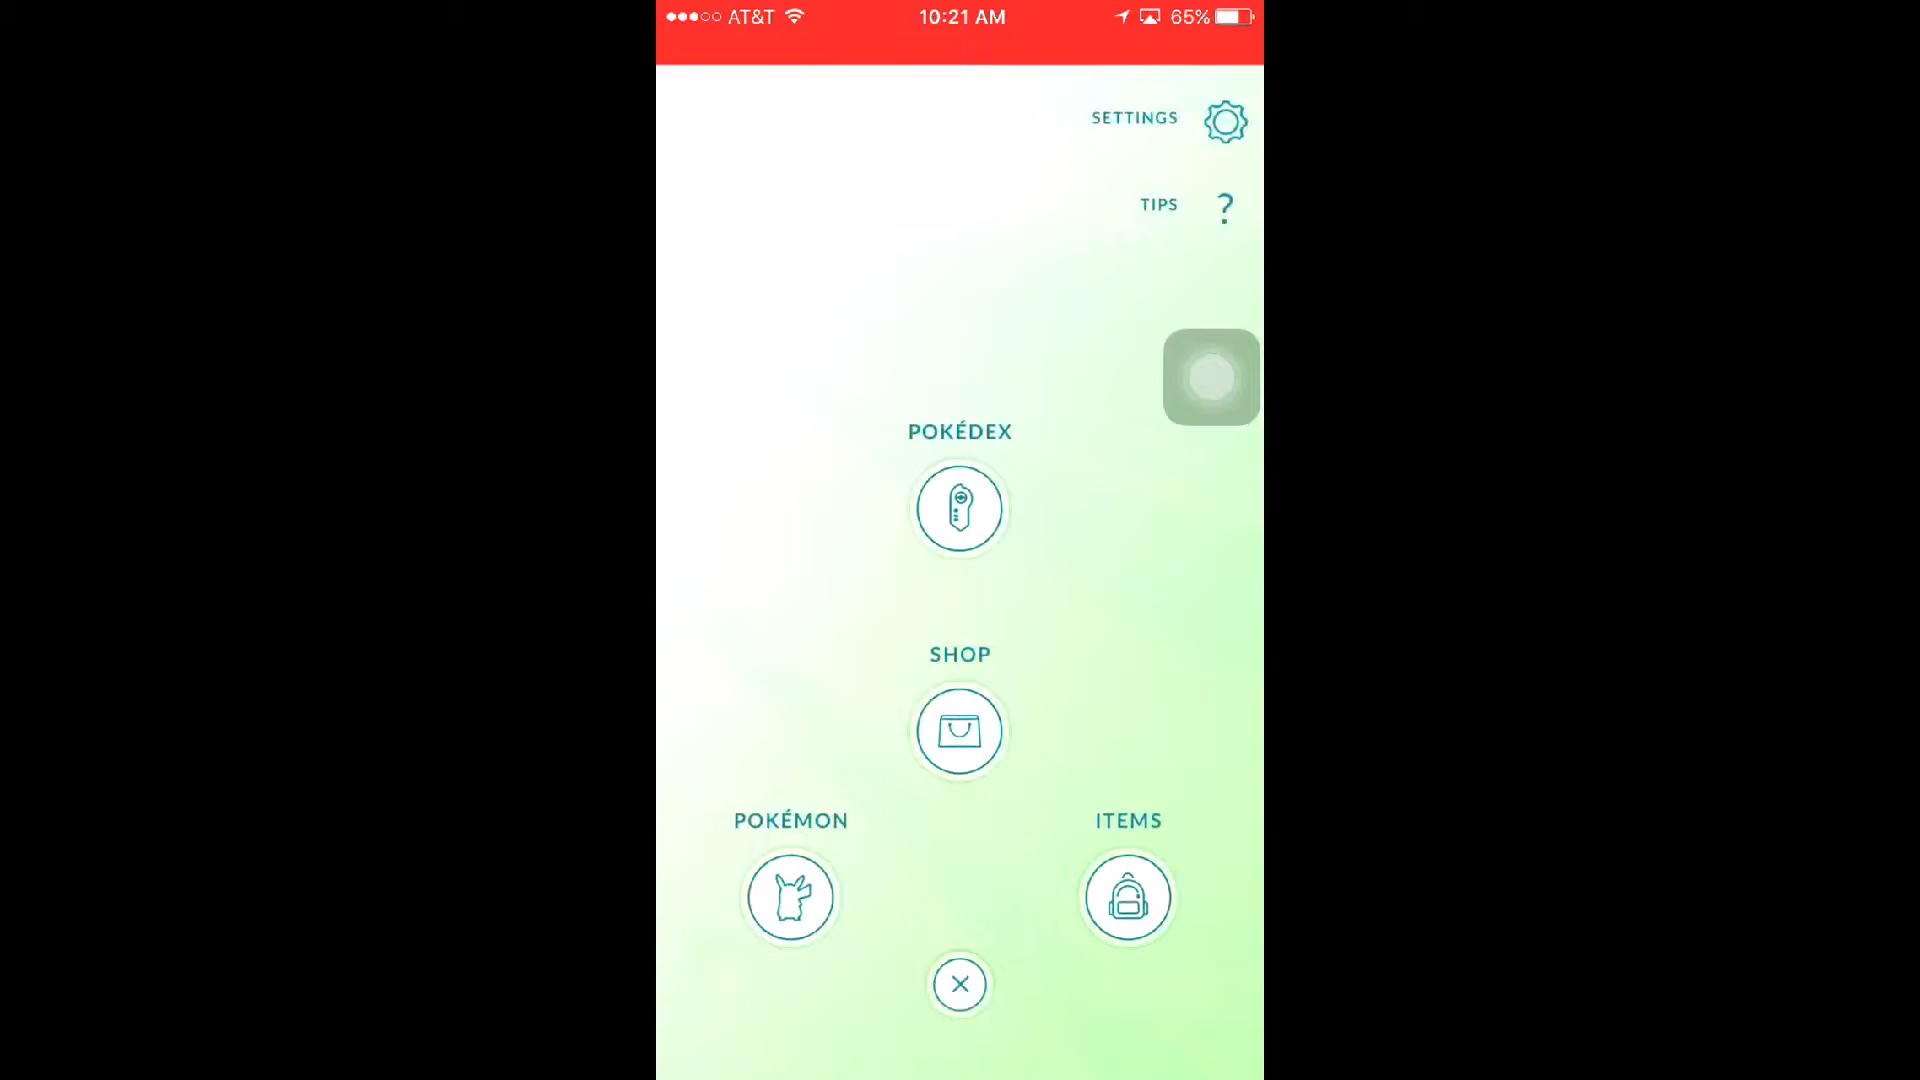 AT&T 10:21 AM 65%
SETTINGS
TIPS ?
POKÉDEX
SHOP
POKÉMON ITEMS